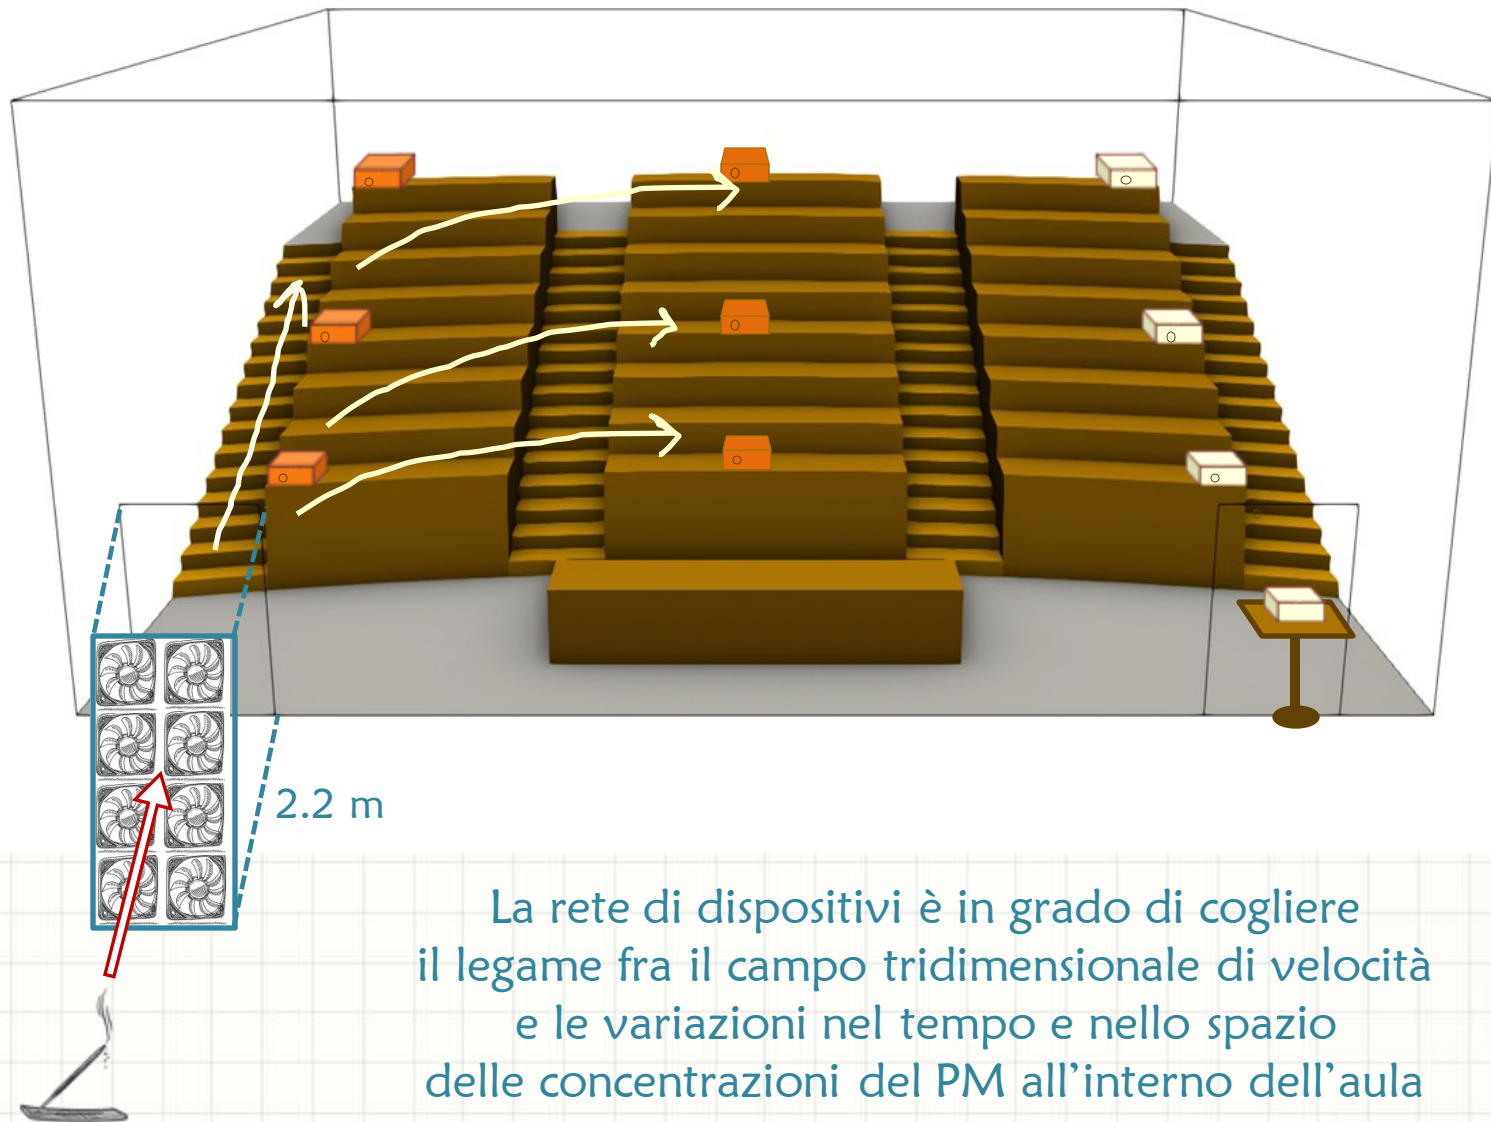 2.2 m
La rete di dispositivi è in grado di cogliere
il legame fra il campo tridimensionale di velocità
e le variazioni nel tempo e nello spazio
delle concentrazioni del PM all’interno dell’aula